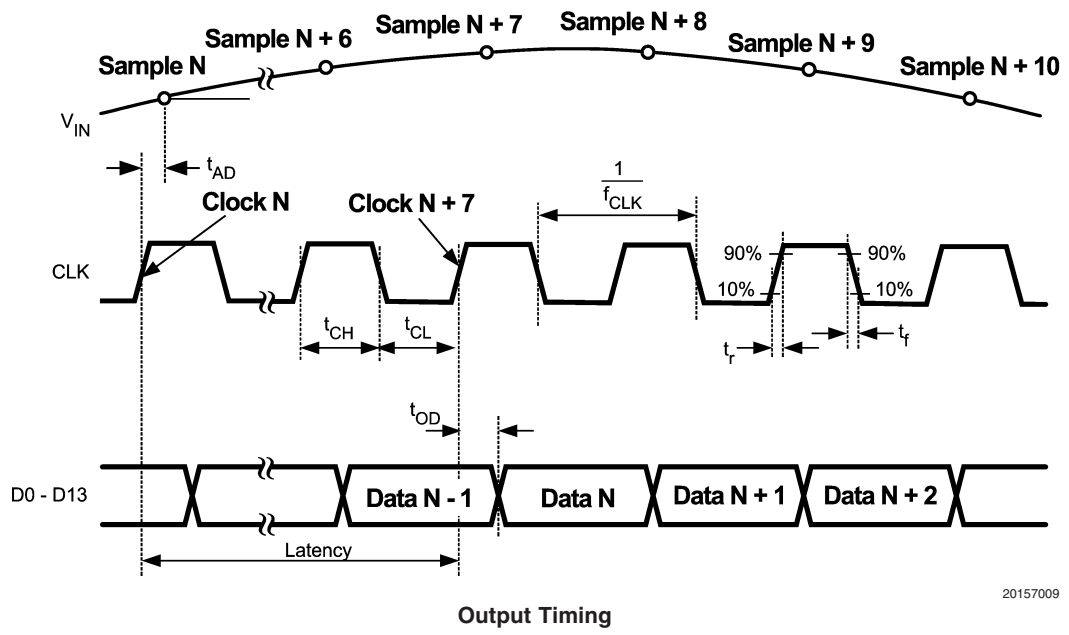 Sample N
Sample N + 6
Sample N + 7
Sample N + 8
Sample N + 9
Sample N + 10
VIN
tAD
Clock N
Clock N + 7
1
fCLK
CLK
90%
90%
10%
10%
tCH
tCL
tr
tf
tOD
D0 - D13
Data N - 1
Data N
Data N + 1
Data N + 2
Latency
20157009
Output Timing